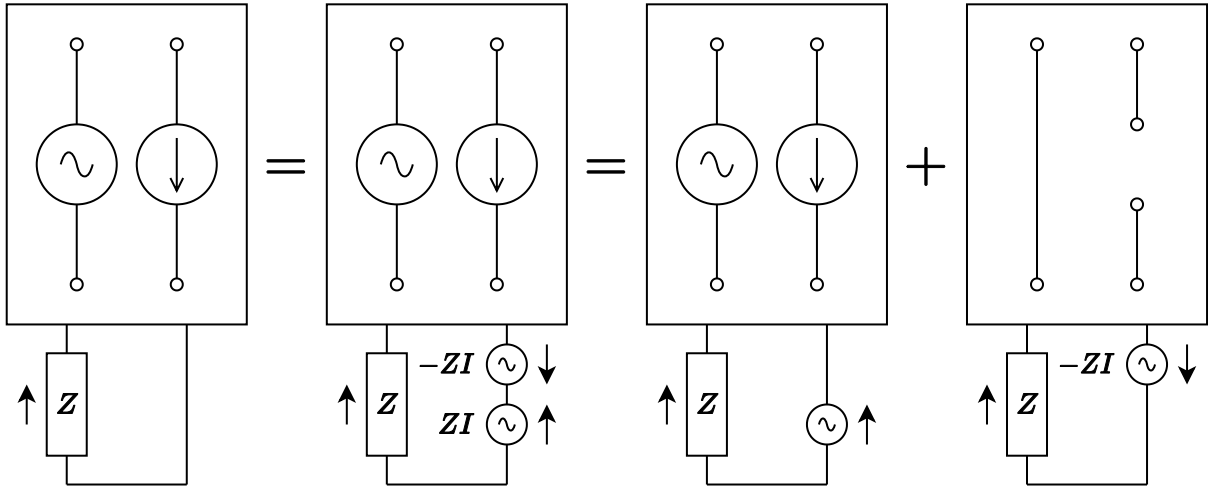 = = +
Z Z −ZI Z Z −ZI
ZI